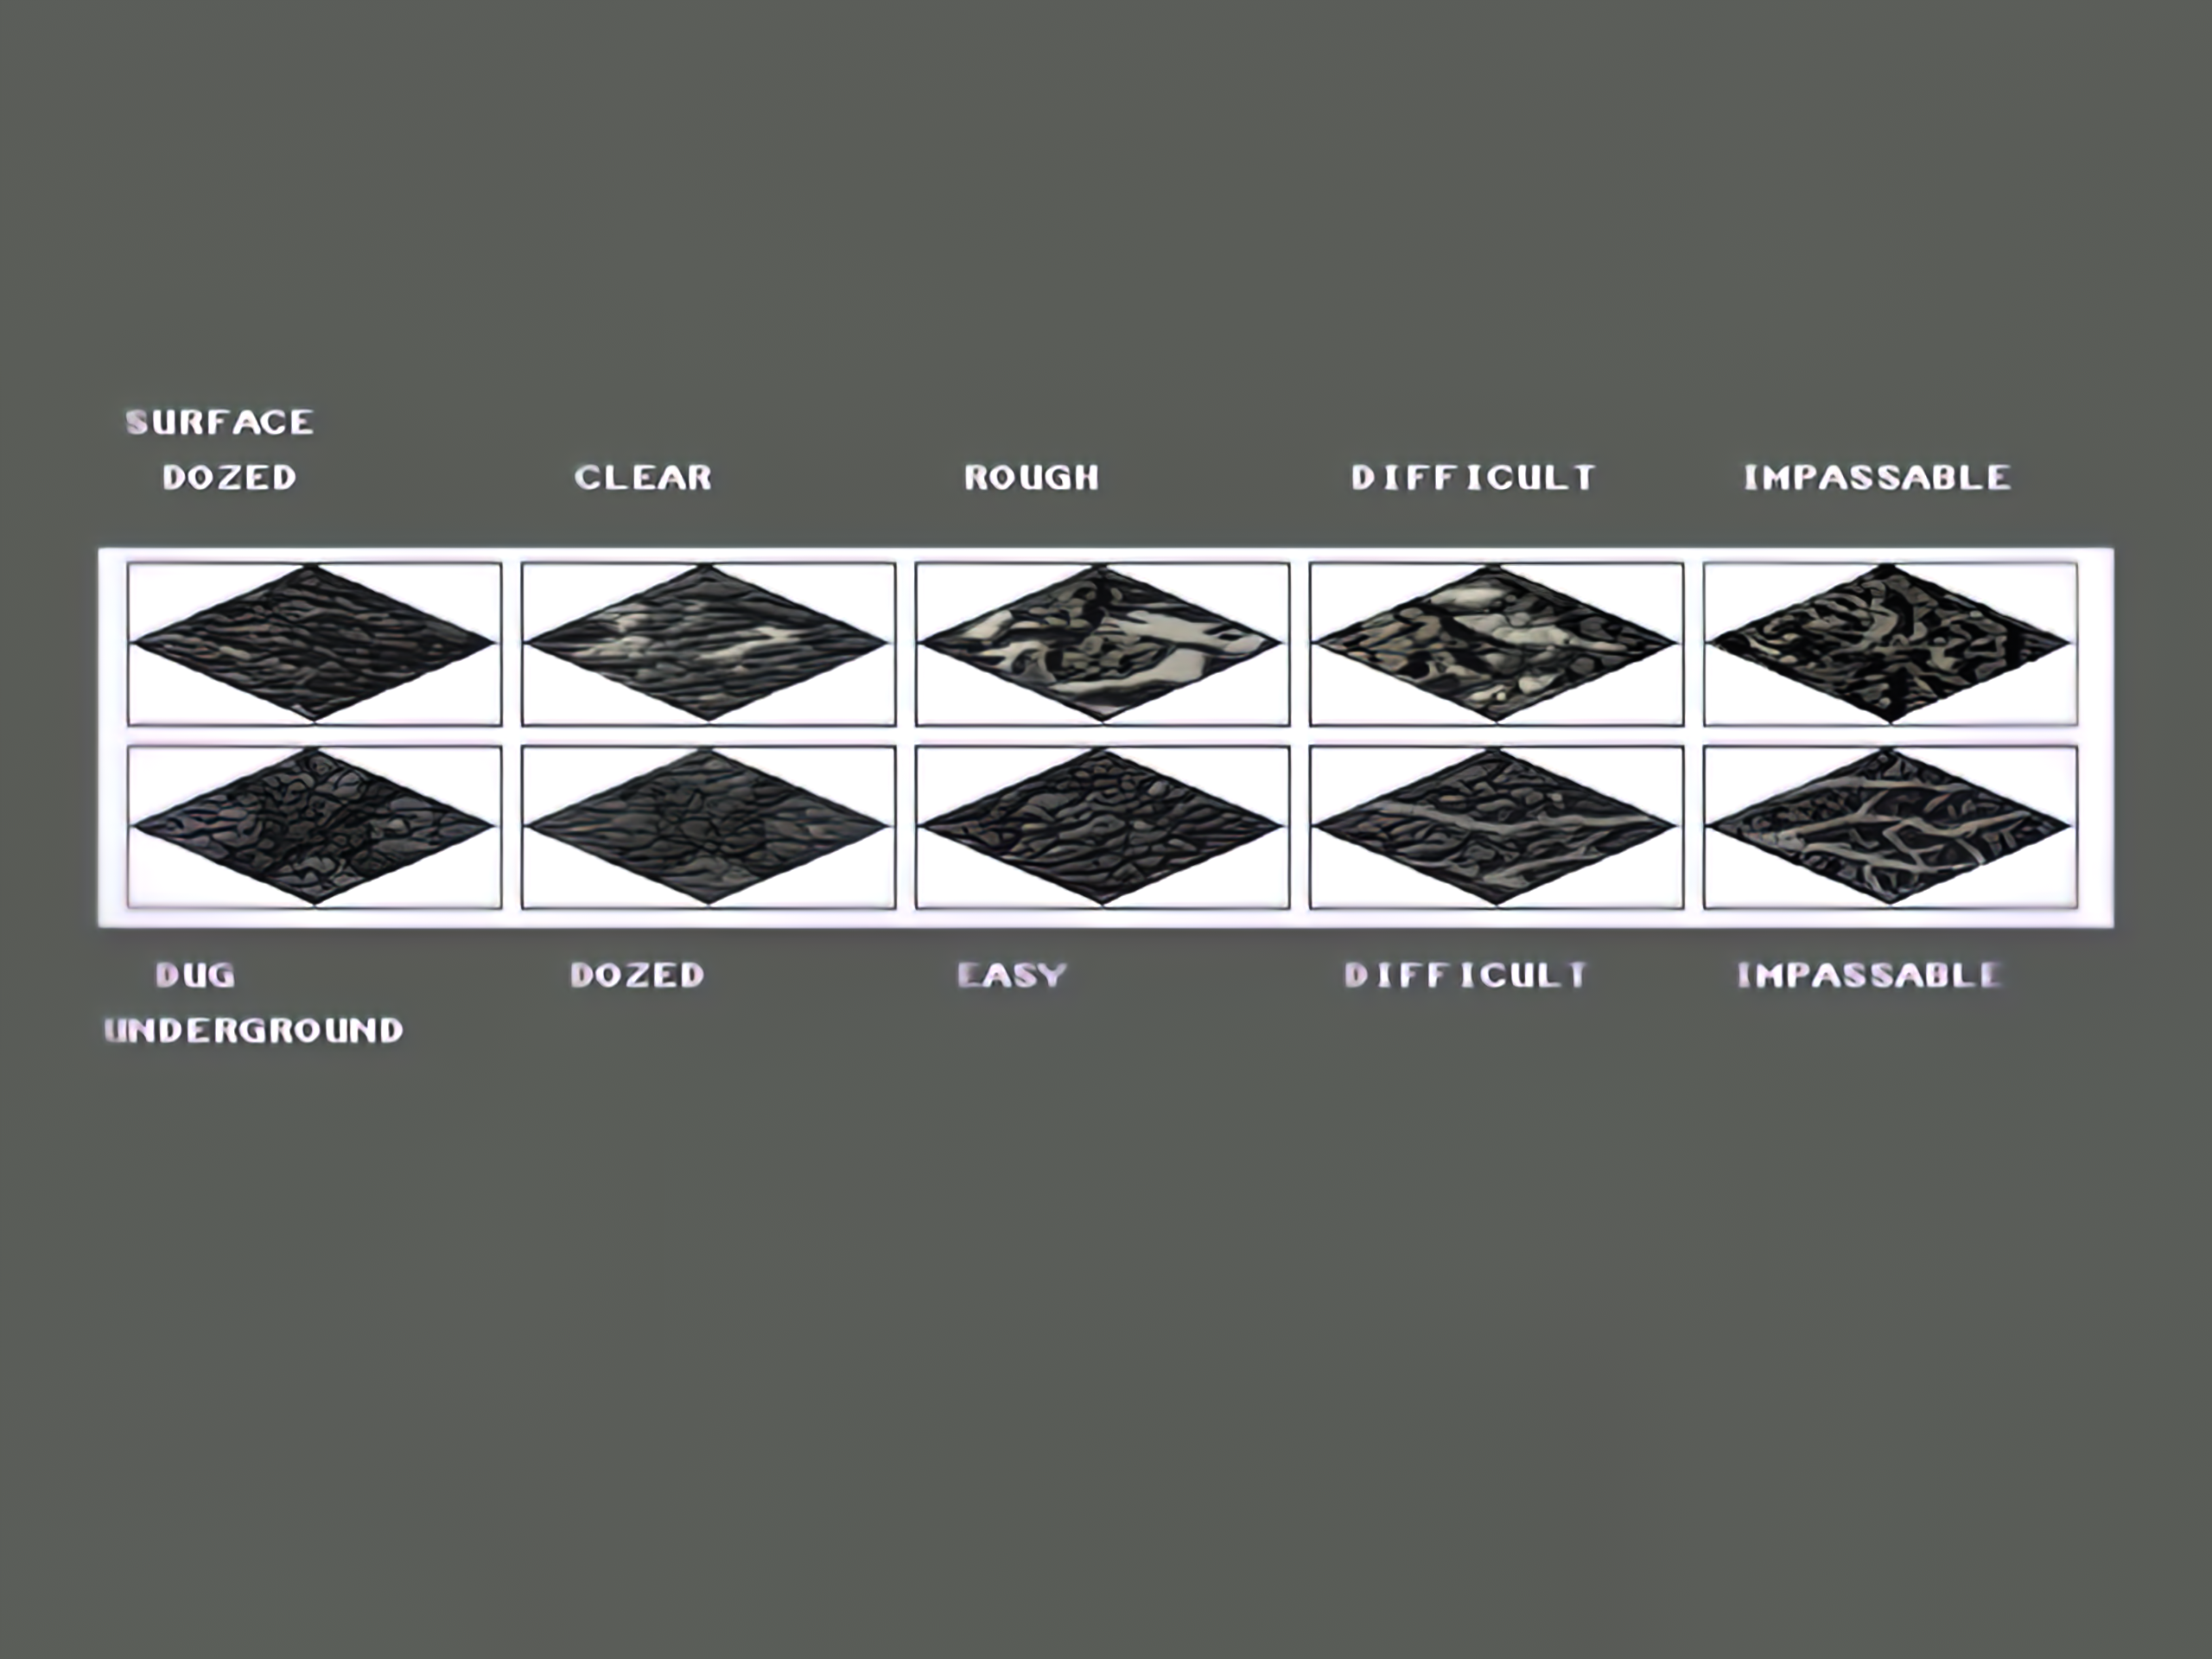 SURFACE
DOZED CLEAR ROUGH DIFFICULT IMPASSABLE
DUG DOZED EASY DIFFICULT IMPASSABLE
UNDERGROUND